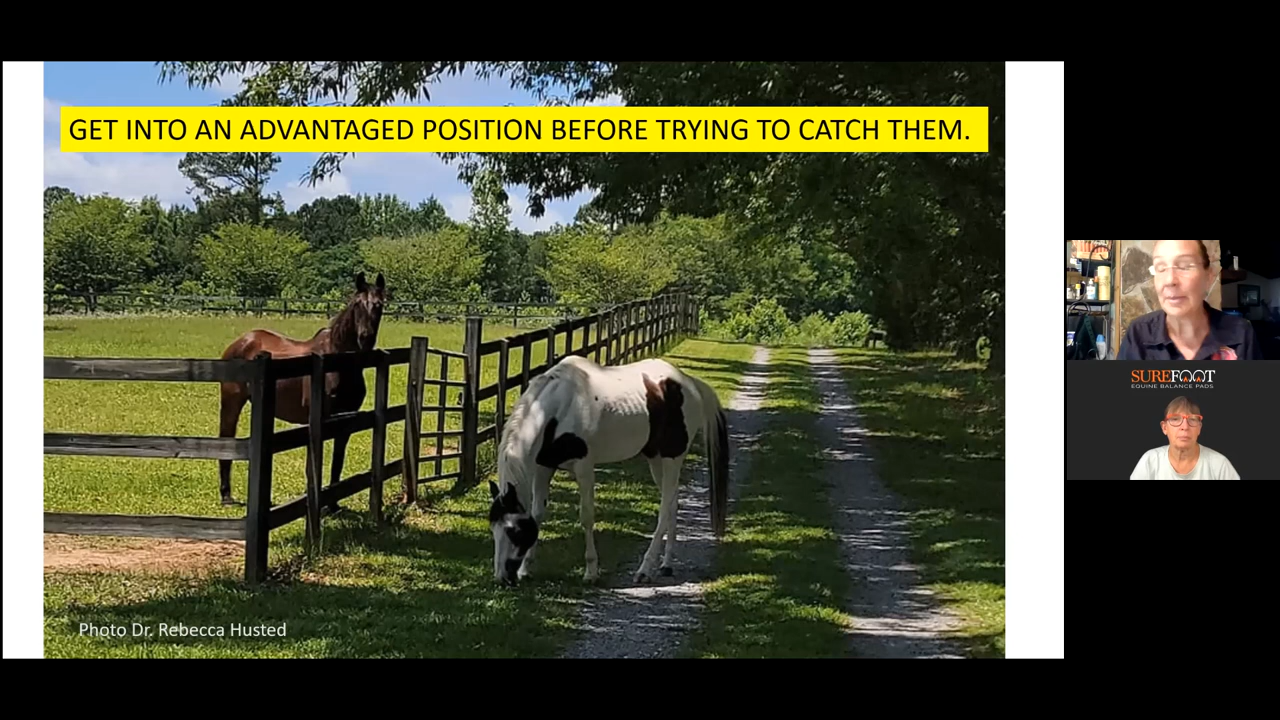 GET INTO AN ADVANTAGED POSITION BEFORE TRYING TO CATCH THEM.
Photo Dr. Rebecca Husted
SUREFOOT
EQUINE BALANCE PADS